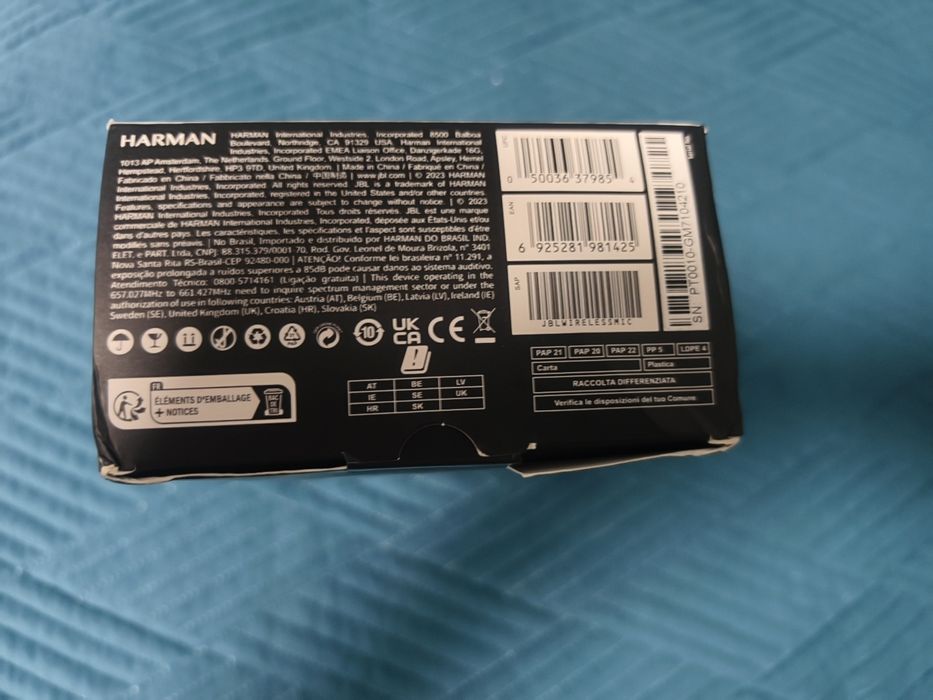 HARMAN
HARMAN International Industries, Incorporated 8500 Balboa
Boulevard, Northridge, CA 91329 USA. Harman International
Industries, Incorporated EMEA Liaison Office, Danzigerkade 16G,
1013 AP Amsterdam, The Netherlands. Ground Floor, Westside 2, London Road, Apsley, Hemel
Hempstead, Hertfordshire, HP3 9TD, United Kingdom | Made in China / Fabriqué en China /
Fabricado en China / Fabbricato nella China / 中国制造 | www.jbl.com | © 2023 HARMAN
International Industries, Incorporated. All rights reserved. JBL is a trademark of HARMAN
International Industries, Incorporated, registered in the United States and/or other countries.
Features, specifications and appearance are subject to change without notice. | © 2023
HARMAN International Industries, Incorporated. Tous droits réservés. JBL est une marque
commerciale de HARMAN International Industries, Incorporated, déposée aux États-Unis et/ou
dans d'autres pays. Les caractéristiques, les spécifications et l'aspect sont susceptibles d'être
modifiés sans préavis | No Brasil, Importado e distribuido por HARMAN DO BRASIL IND.
ELET. e PART. Ltda, CNPJ: 88.315.379/0001 70, Rod. Gov. Leonel de Moura Brizola, n° 3401
Nova Santa Rita RS-Brasil-CEP 92480-000 | ATENÇÃO! Conforme lei brasileira n° 11.291, a
exposição prolongada a ruídos superiores a 85dB pode causar danos ao sistema auditivo.
Atendimento Técnico: 0800-5714161 (Ligação gratuita) | This device operating in the
657.027MHz to 661.427MHz need to inquire spectrum management sector or under the
authorization of use in following countries: Austria (AT), Belgium (BE), Latvia (LV), Ireland (IE)
Sweden (SE), United Kingdom (UK), Croatia (HR), Slovakia (SK)
10
UK
CA
CE
FR
ÉLÉMENTS D'EMBALLAGE
+ NOTICES
BAC
DE
TRI
AT BE LV
IE SE UK
HR SK
UPC
0 50036 37985
EAN
6 925281 981425
SAP
JBLWIRELESSMIC
SN PT0010-GM7104210
PAP 21 PAP 20 PAP 22 PP 5 LDPE 4
Carta Plastica
RACCOLTA DIFFERENZIATA
Verifica le disposizioni del tuo Comune